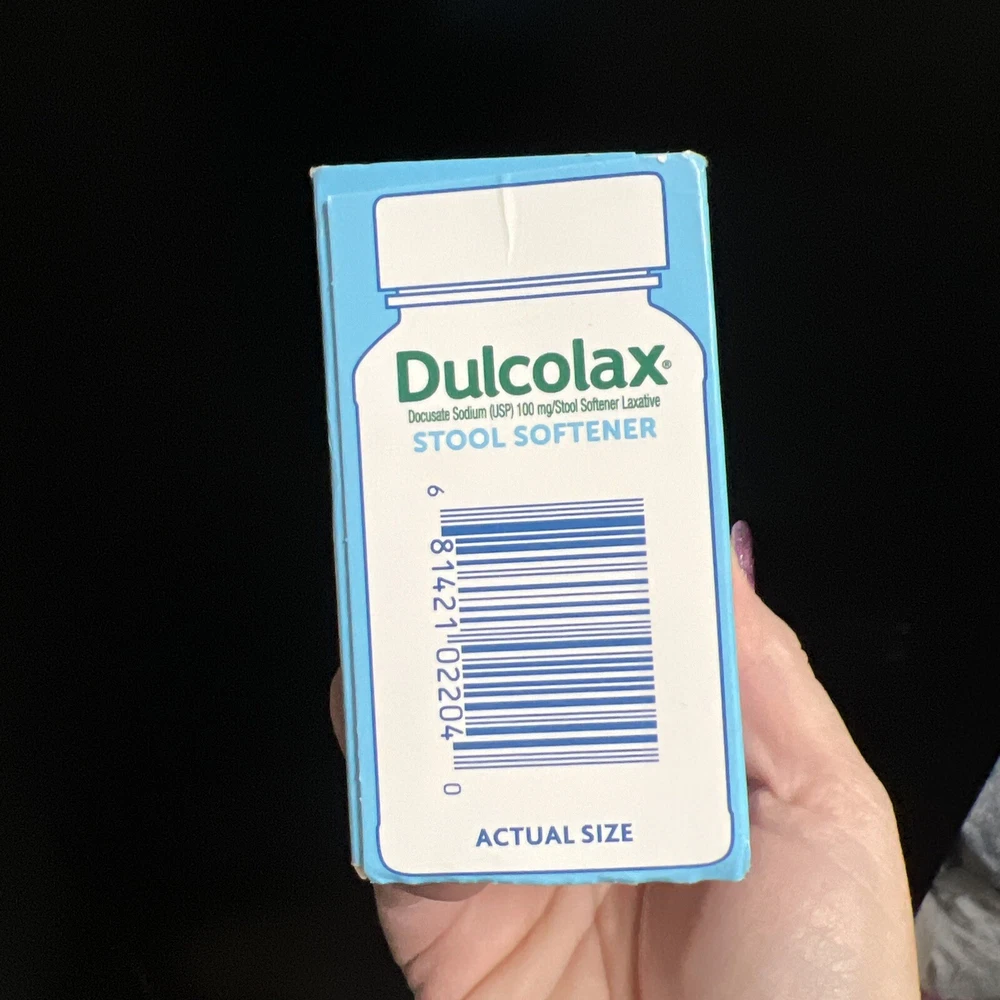 Dulcolax®
Docusate Sodium (USP) 100 mg/Stool Softener Laxative
STOOL SOFTENER
6 81421 02204 0
ACTUAL SIZE